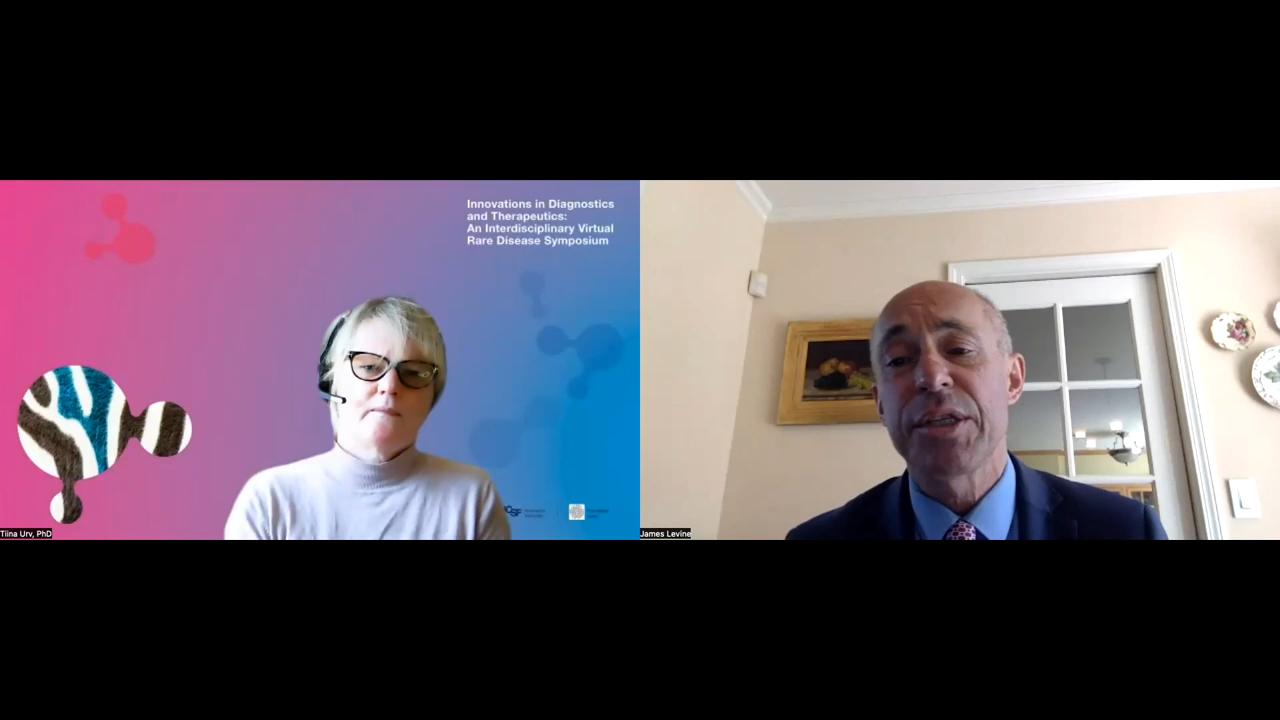 Innovations in Diagnostics
and Therapeutics:
An Interdisciplinary Virtual
Rare Disease Symposium
Tiina Urv, PhD
James Levine